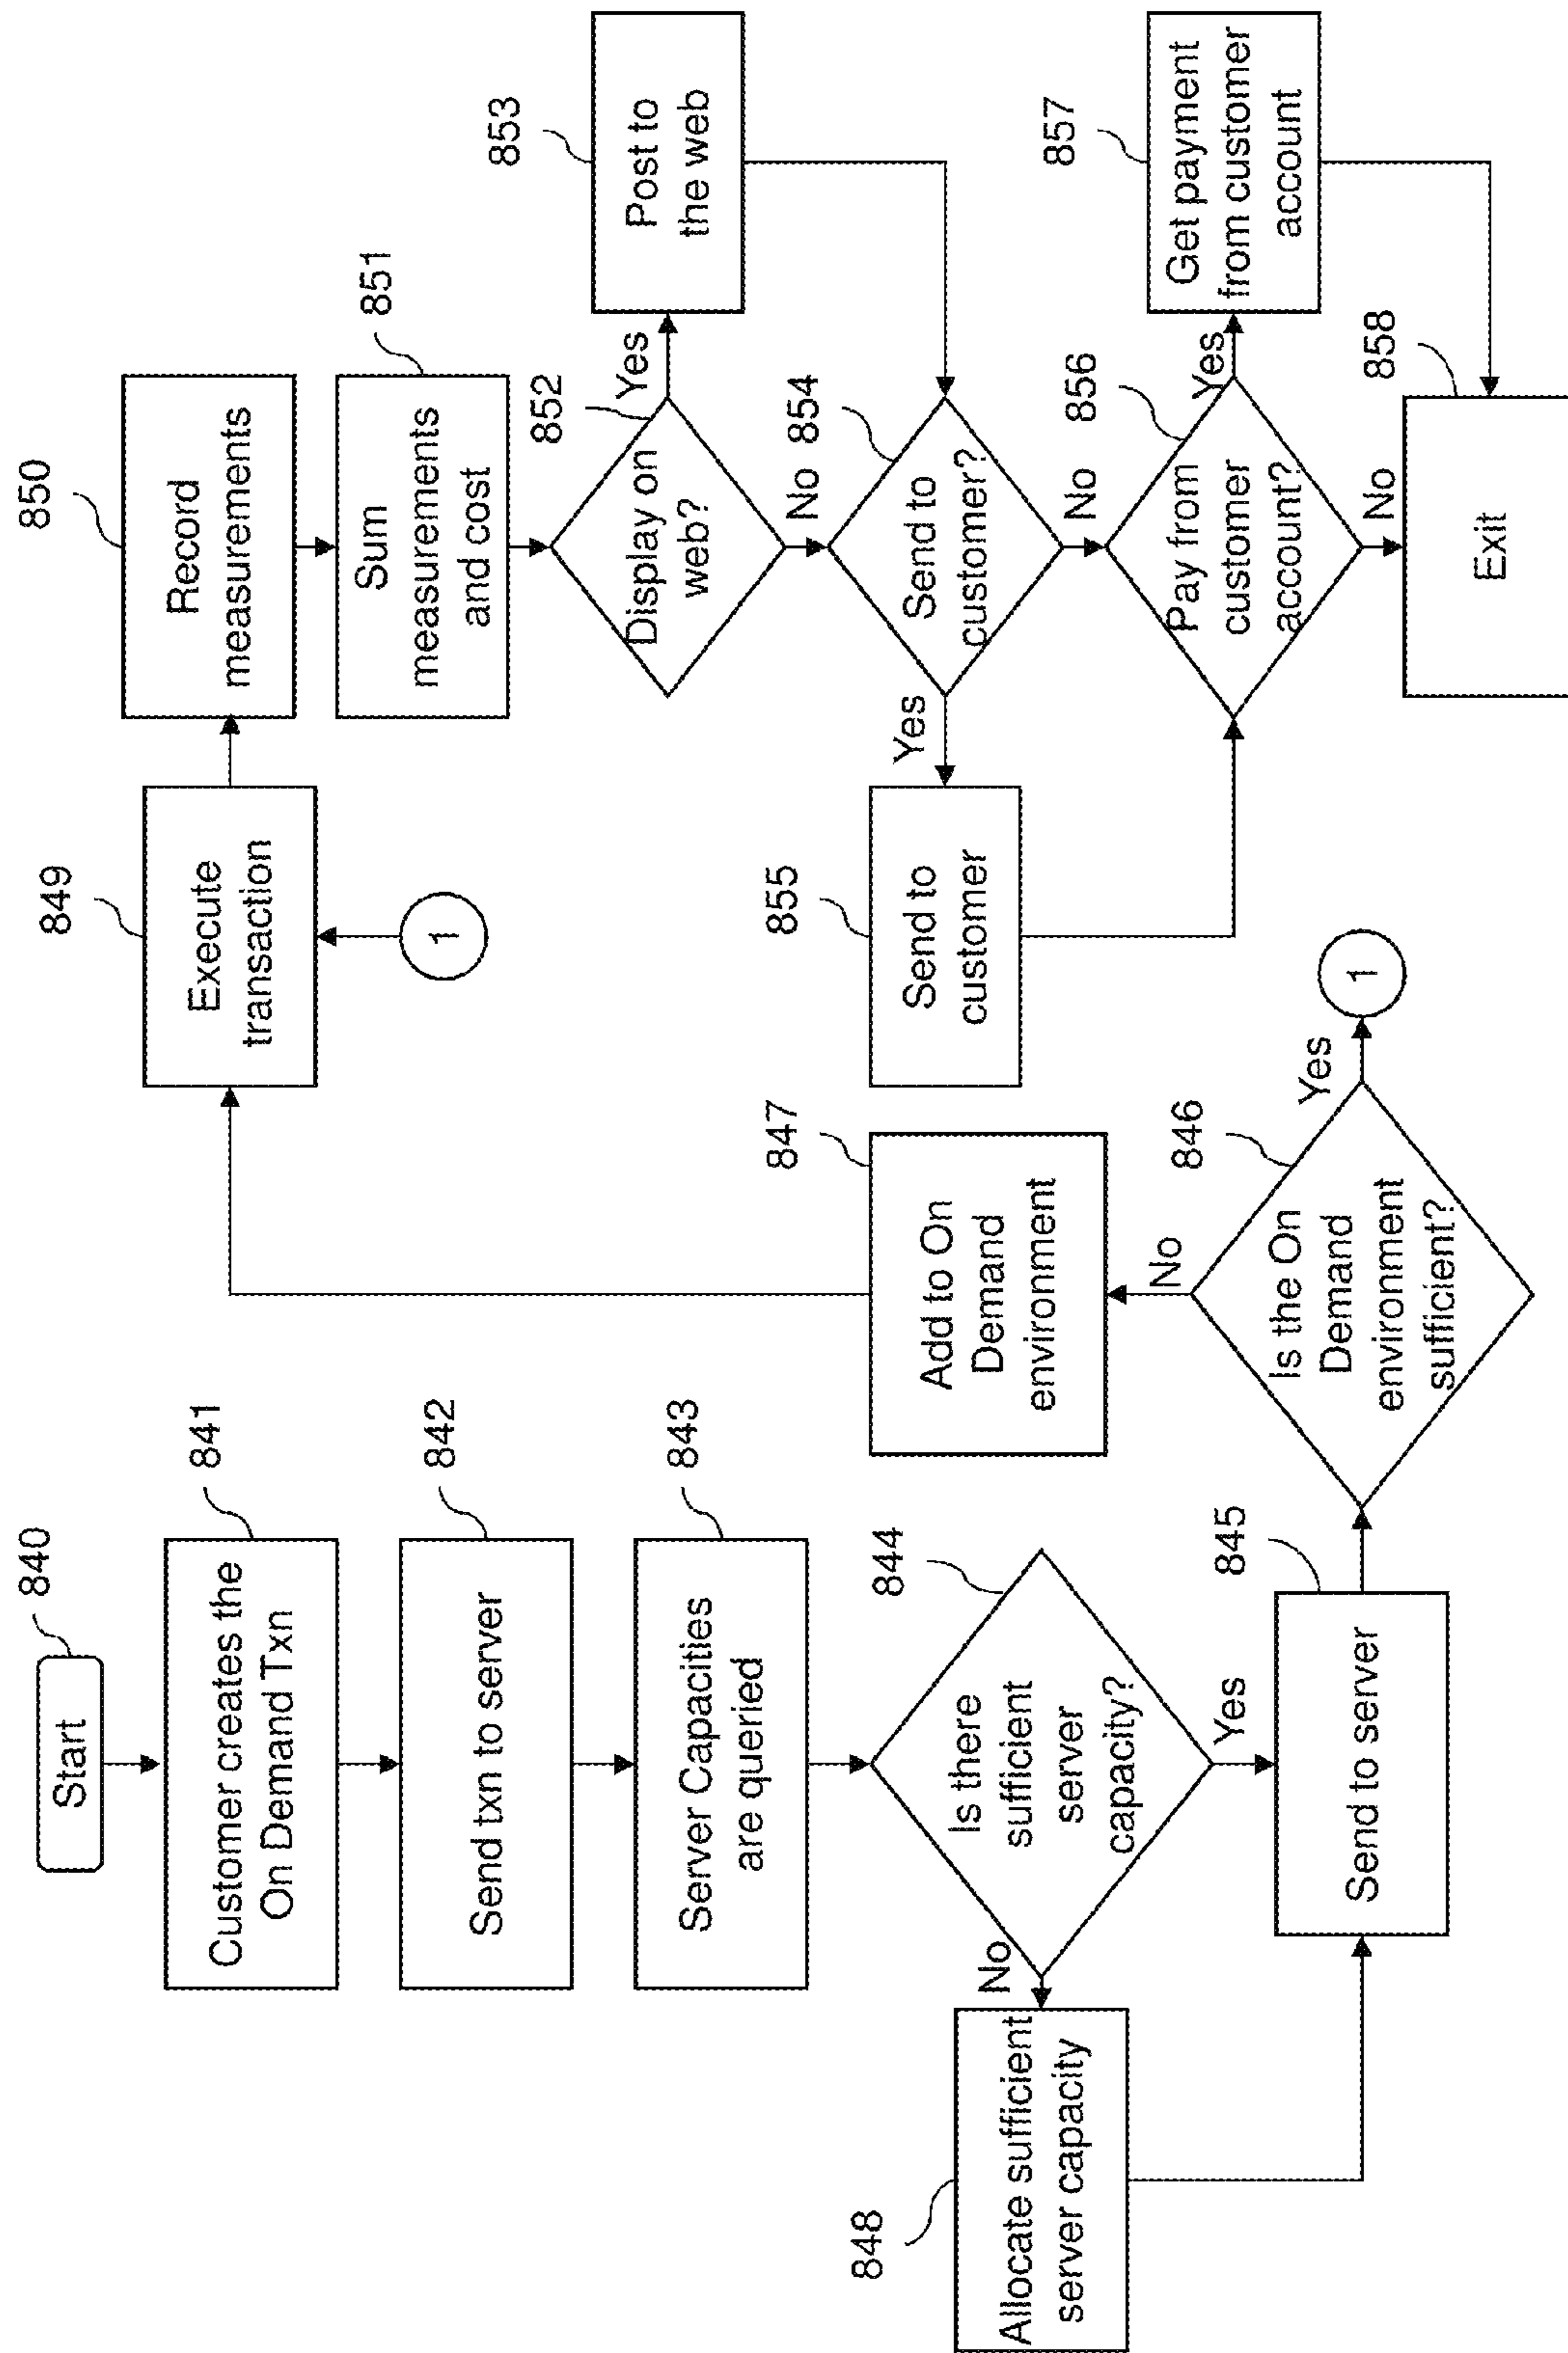 840
Start
841
Customer creates the
On Demand Txn
842
Send txn to server
843
Server Capacities
are queried
844
Is there
sufficient
server
capacity?
No
Yes
848
Allocate sufficient
server capacity
845
Send to server
846
Is the On
Demand
environment
sufficient?
No
Yes
1
847
Add to On
Demand
environment
849
Execute
transaction
1
850
Record
measurements
851
Sum
measurements
and cost
852
Display on
web?
Yes
No
853
Post to
the web
854
Send to
customer?
Yes
No
855
Send to
customer
856
Pay from
customer
account?
Yes
No
857
Get payment
from customer
account
858
Exit